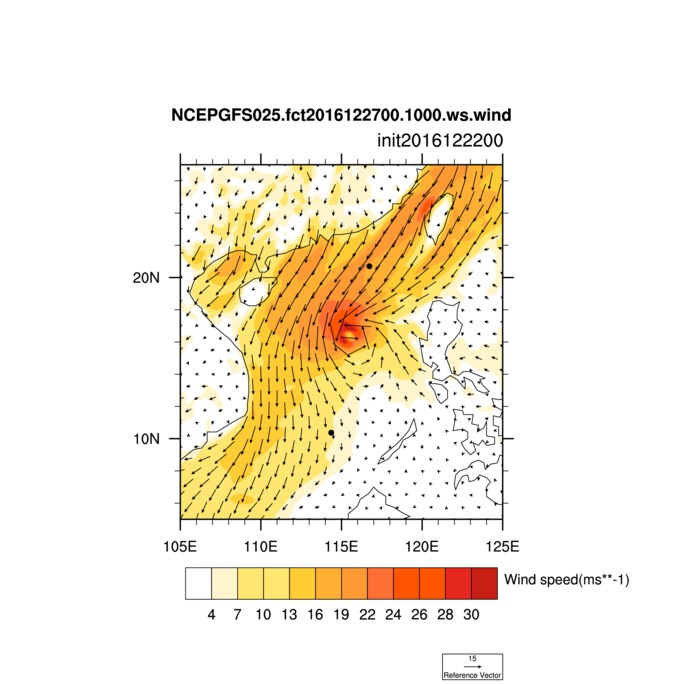 NCEPGFS025.fct2016122700.1000.ws.wind
init2016122200
20N
10N
105E 110E 115E 120E 125E
Wind speed(ms**-1)
4 7 10 13 16 19 22 24 26 28 30
15
Reference Vector